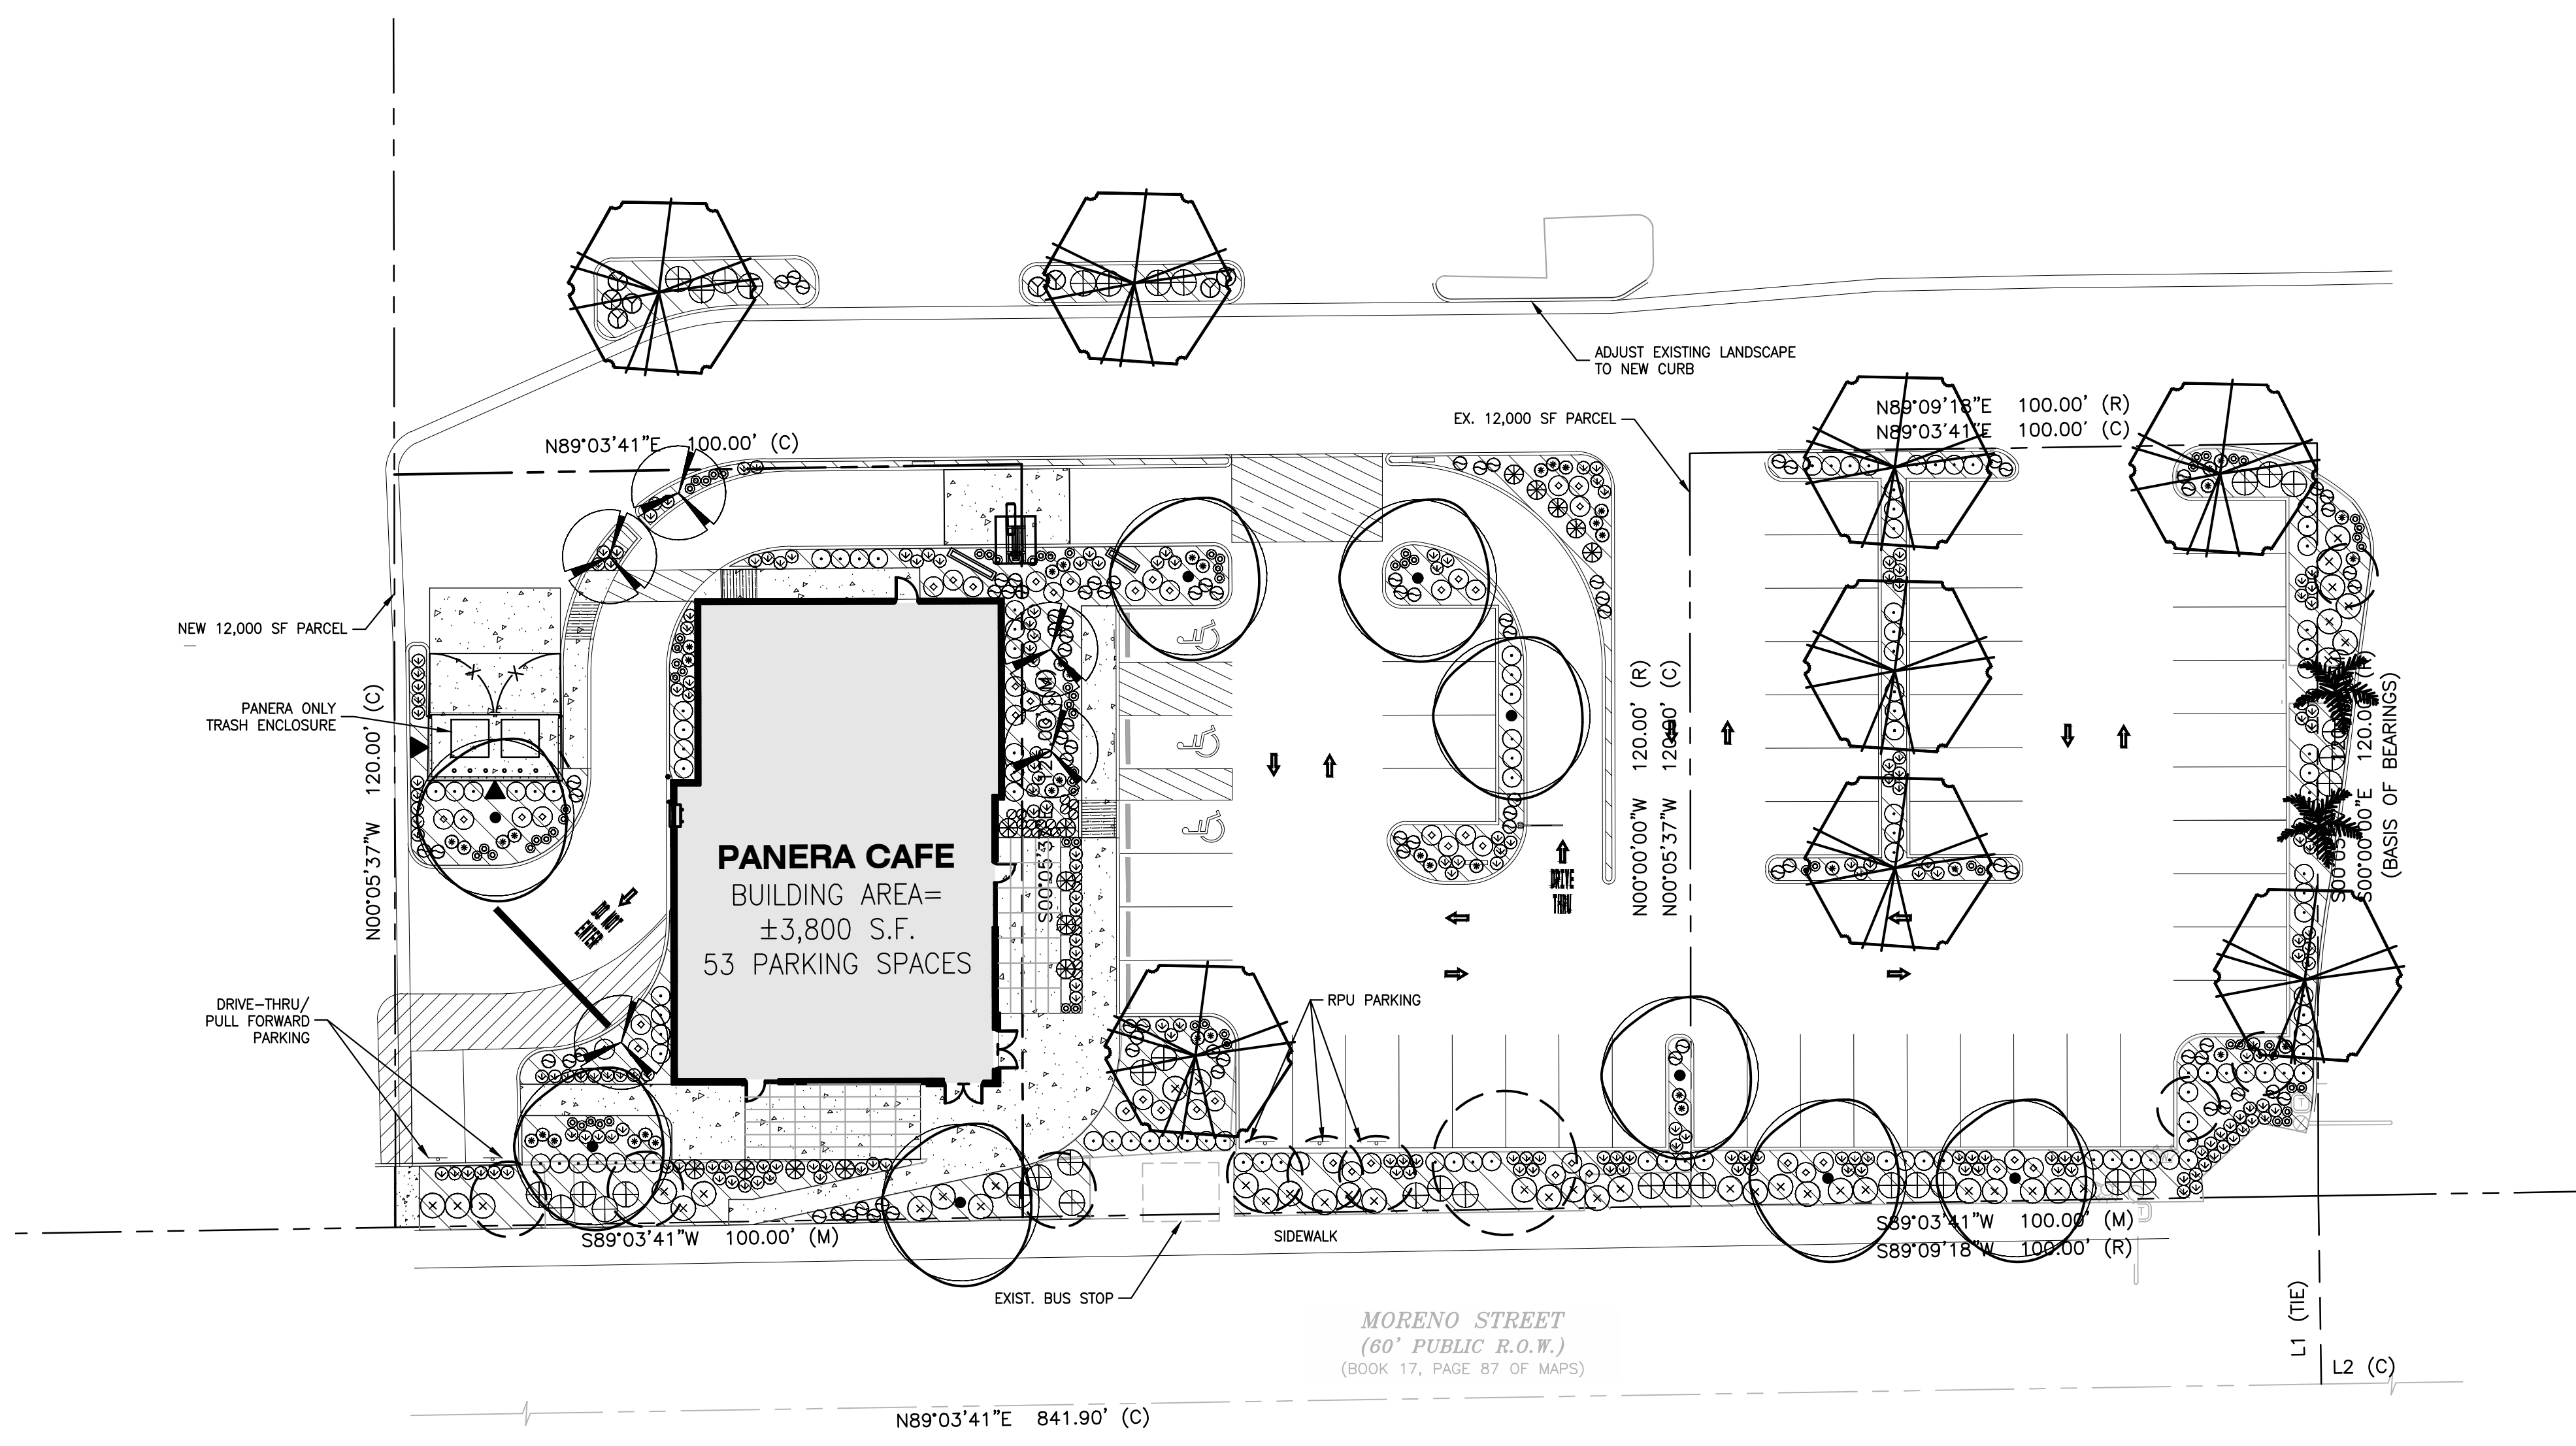 ADJUST EXISTING LANDSCAPE
TO NEW CURB
N89°09'18"E 100.00' (R)
N89°03'41"E 100.00' (C)
EX. 12,000 SF PARCEL
N89°03'41"E 100.00' (C)
NEW 12,000 SF PARCEL
PANERA ONLY
TRASH ENCLOSURE
N00°05'37"W 120.00' (C)
PANERA CAFE
BUILDING AREA=
±3,800 S.F.
53 PARKING SPACES
N00°00'00"W 120.00' (R)
N00°05'37"W 120.00' (C)
S00°00'00"E 120.00' (R)
(BASIS OF BEARINGS)
DRIVE
THRU
ENTER
DRIVE-THRU/
PULL FORWARD
PARKING
RPU PARKING
S89°03'41"W 100.00' (M)
SIDEWALK
S89°03'41"W 100.00' (M)
S89°09'18"W 100.00' (R)
EXIST. BUS STOP
MORENO STREET
(60' PUBLIC R.O.W.)
(BOOK 17, PAGE 87 OF MAPS)
L1 (TIE)
L2 (C)
N89°03'41"E 841.90' (C)